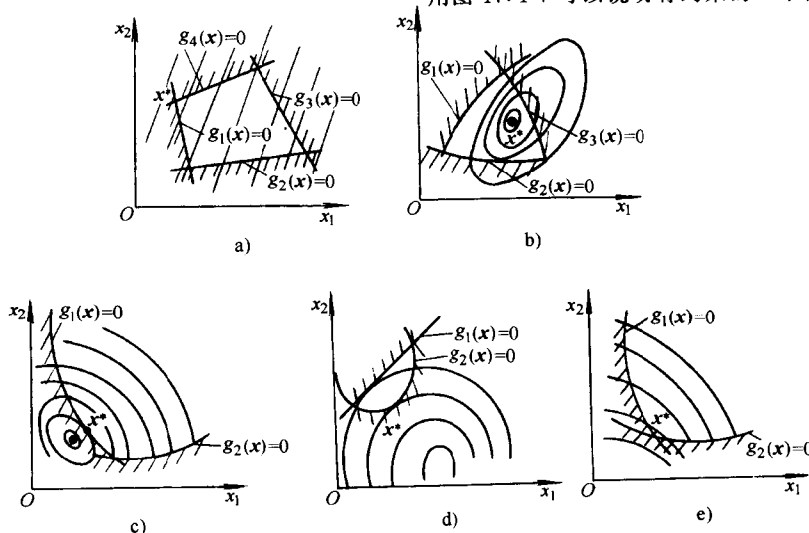 x₂
g₄(x)=0
x*
g₃(x)=0
g₁(x)=0
g₂(x)=0
O
x₁
a)
x₂
g₁(x)=0
x*
g₃(x)=0
g₂(x)=0
O
x₁
b)
x₂
g₁(x)=0
x*
g₂(x)=0
O
x₁
c)
x₂
g₁(x)=0
g₂(x)=0
x*
O
x₁
d)
x₂
g₁(x)=0
x*
g₂(x)=0
O
x₁
e)